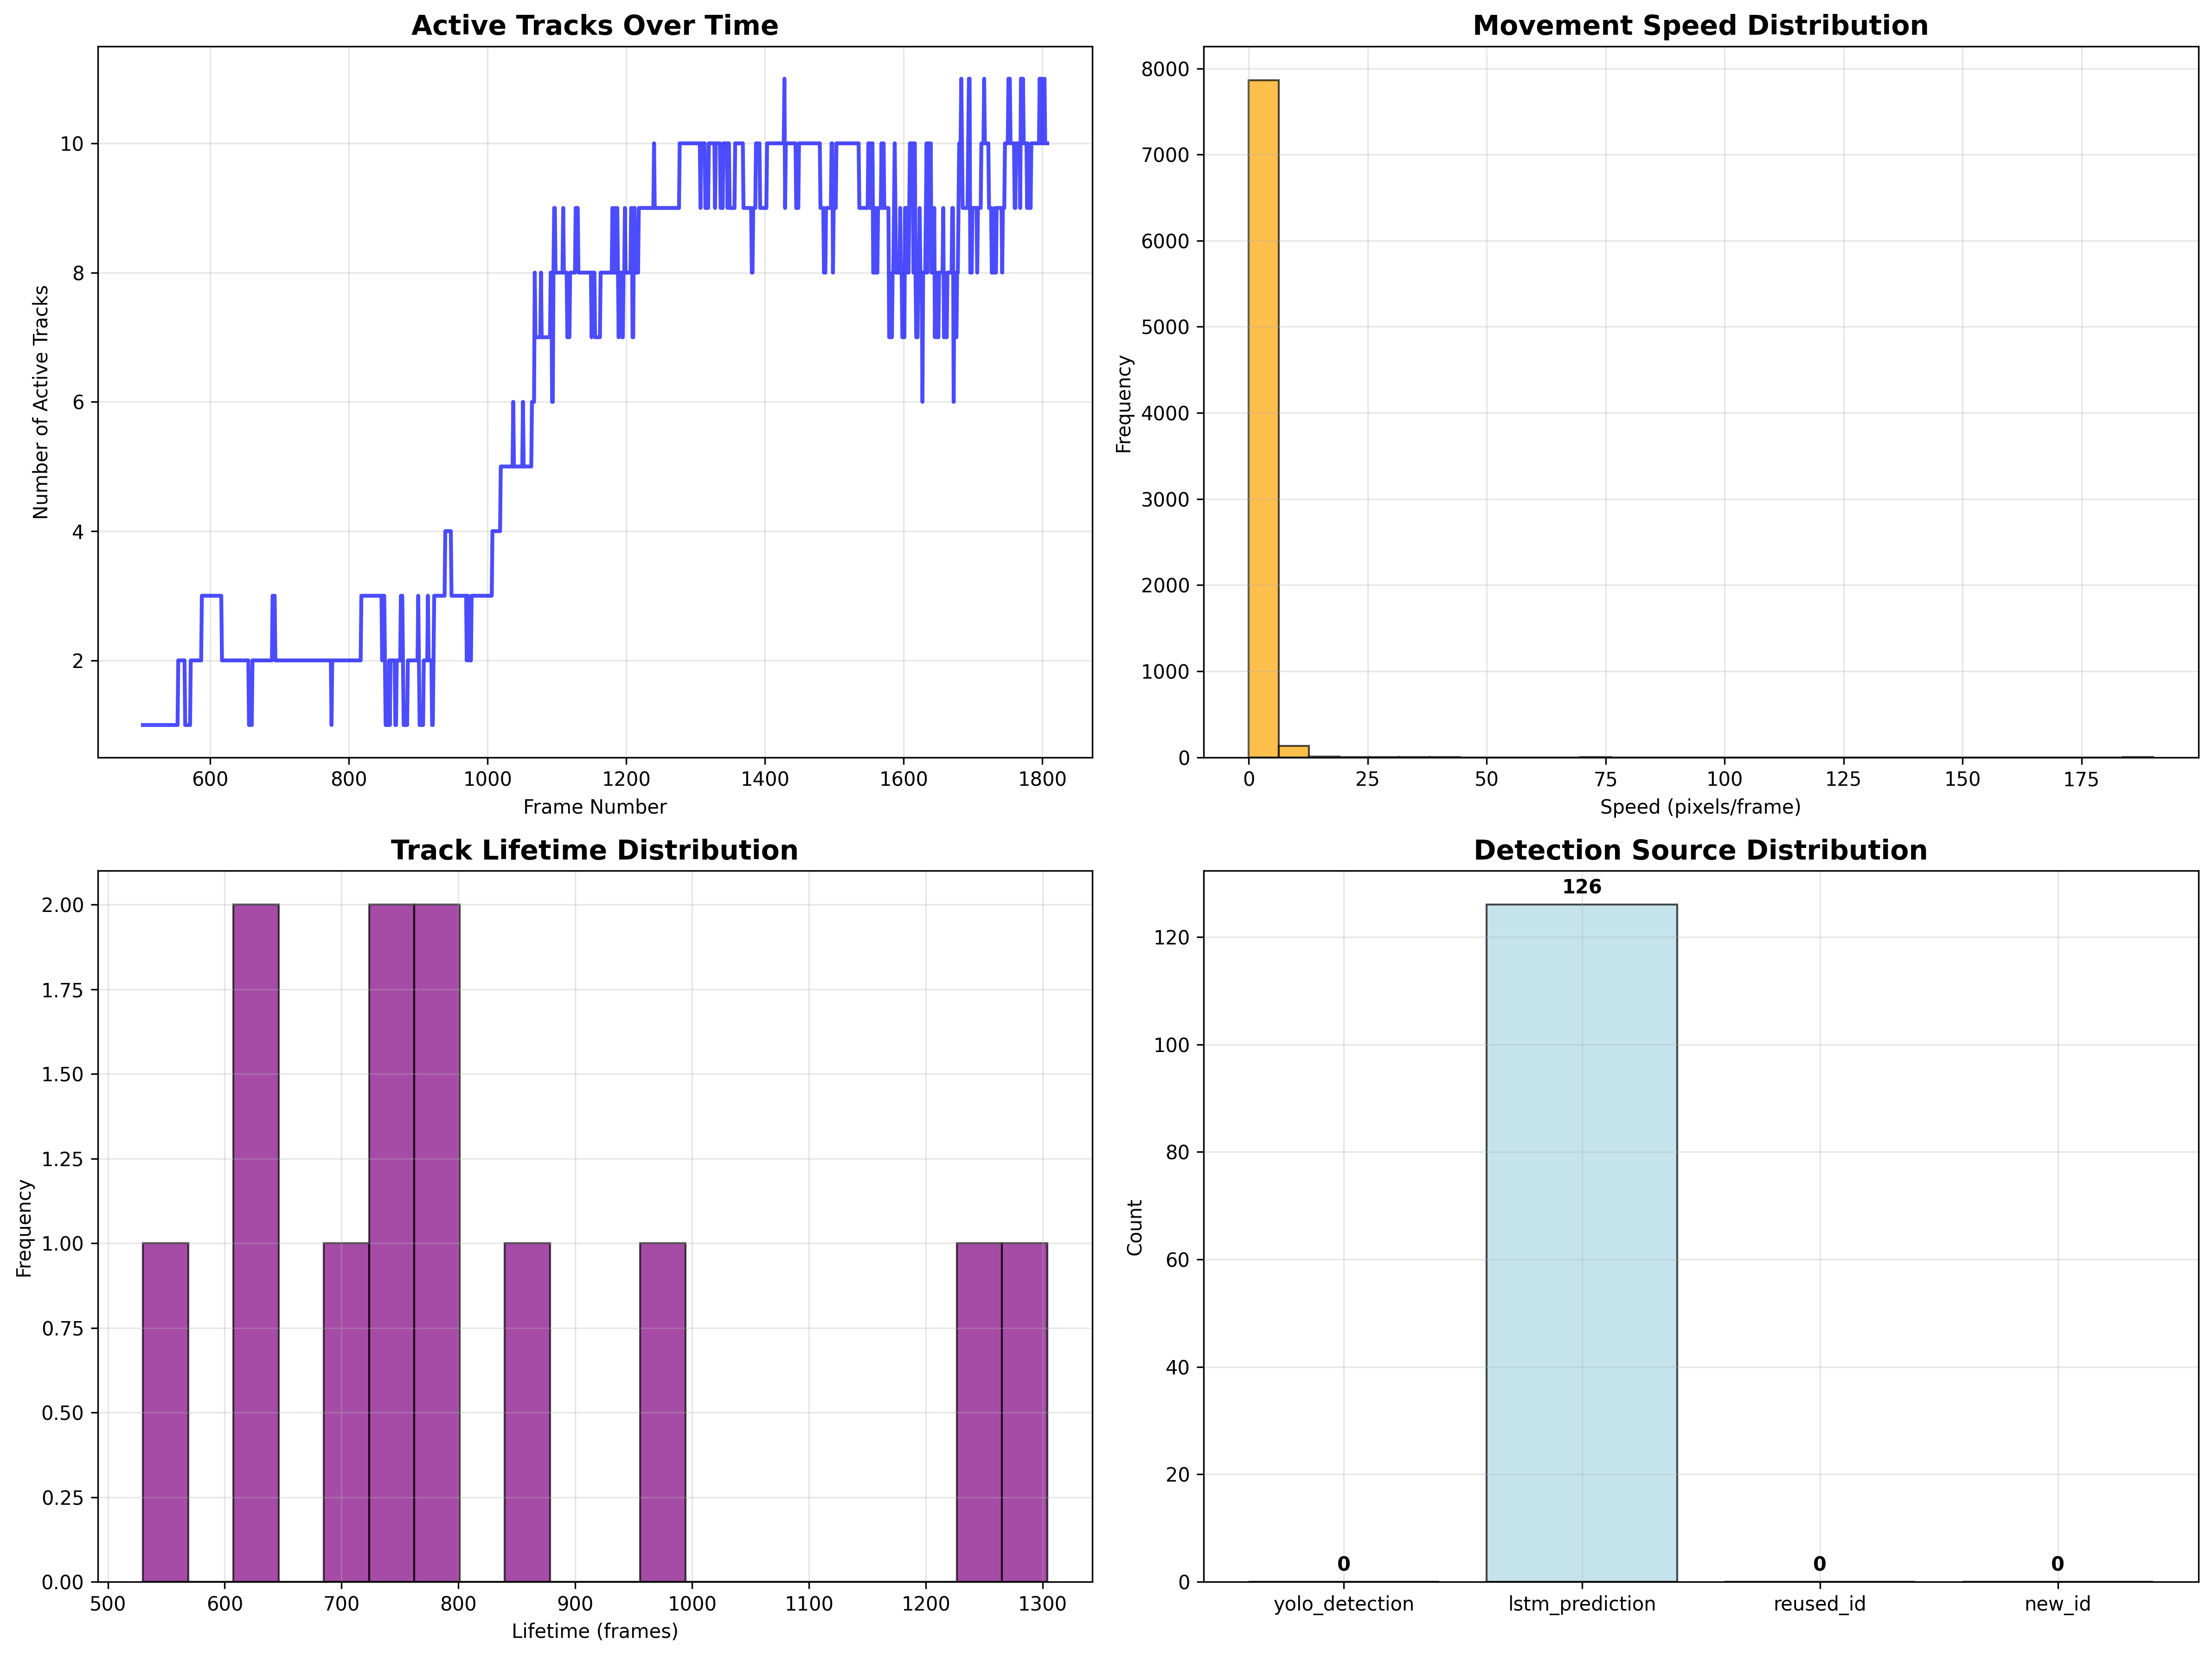 Active Tracks Over Time
Number of Active Tracks
10
8
6
4
2
600 800 1000 1200 1400 1600 1800
Frame Number
Movement Speed Distribution
Frequency
8000
7000
6000
5000
4000
3000
2000
1000
0
0 25 50 75 100 125 150 175
Speed (pixels/frame)
Track Lifetime Distribution
Frequency
2.00
1.75
1.50
1.25
1.00
0.75
0.50
0.25
0.00
500 600 700 800 900 1000 1100 1200 1300
Lifetime (frames)
Detection Source Distribution
Count
126
120
100
80
60
40
20
0
0 0 0
yolo_detection lstm_prediction reused_id new_id